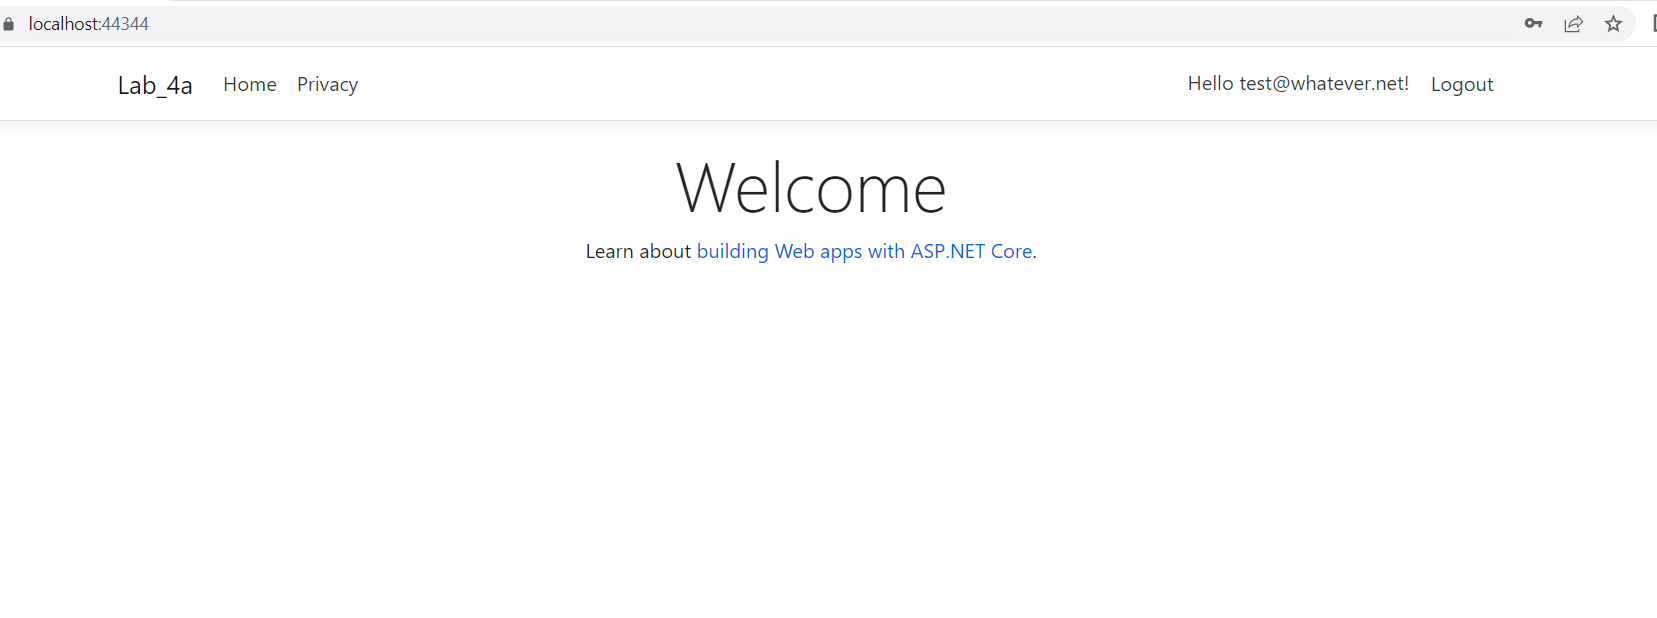 localhost:44344
Lab_4a Home Privacy Hello test@whatever.net! Logout
Welcome
Learn about building Web apps with ASP.NET Core.